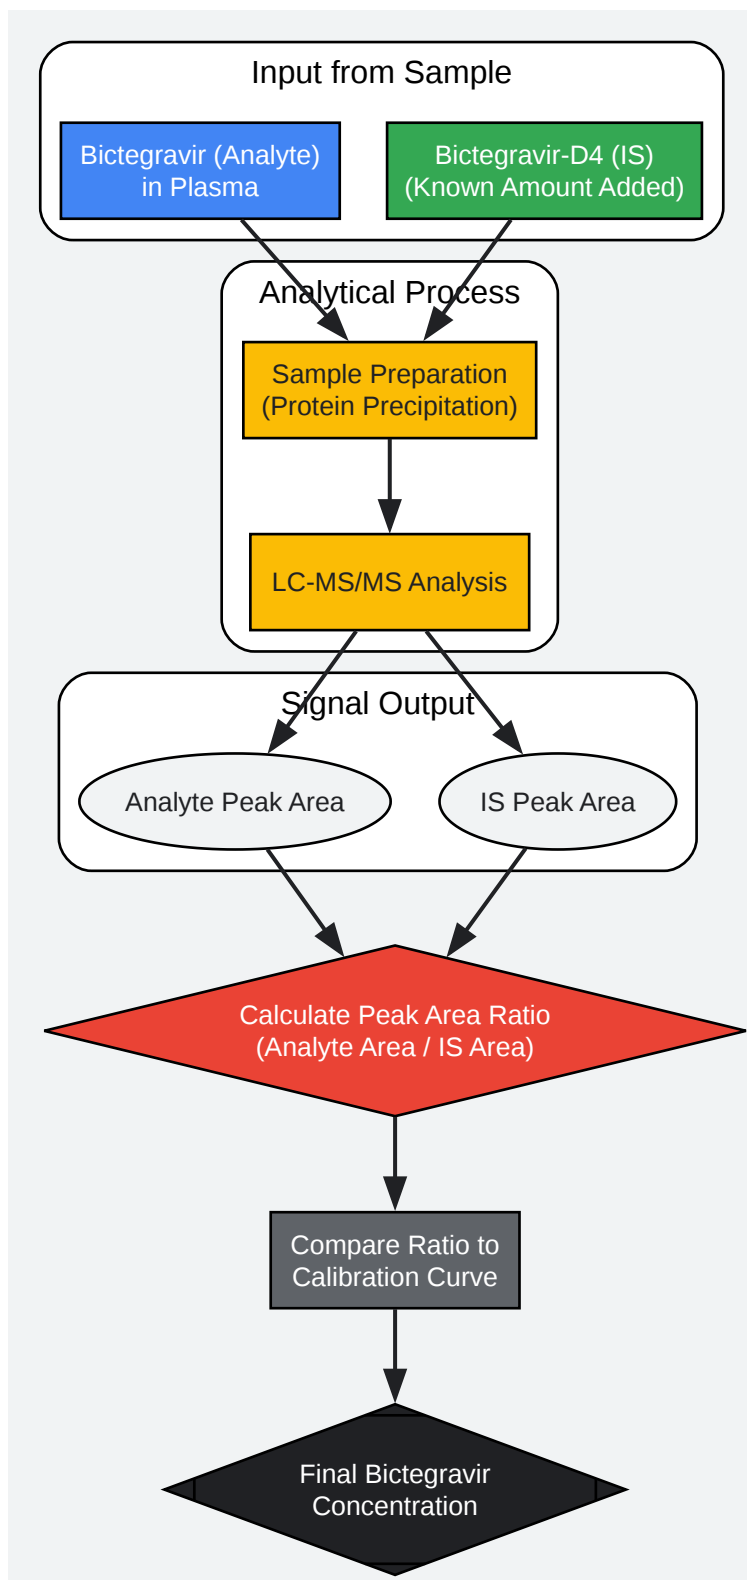 Input from Sample
Bictegravir (Analyte)
in Plasma
Bictegravir-D4 (IS)
(Known Amount Added)
Analytical Process
Sample Preparation
(Protein Precipitation)
LC-MS/MS Analysis
Signal Output
Analyte Peak Area
IS Peak Area
Calculate Peak Area Ratio
(Analyte Area / IS Area)
Compare Ratio to
Calibration Curve
Final Bictegravir
Concentration